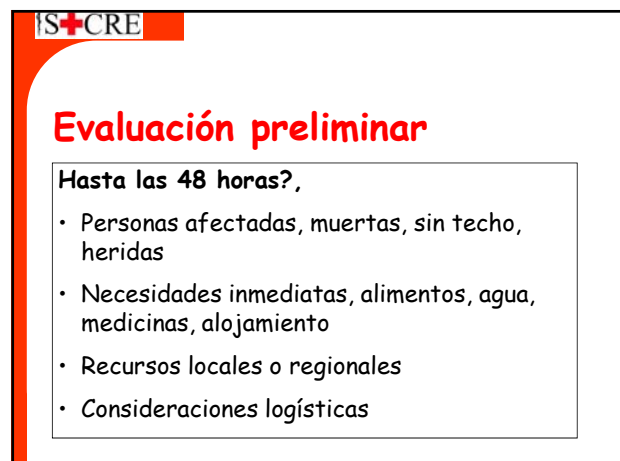 S+CRE
Evaluación preliminar
Hasta las 48 horas?,
• Personas afectadas, muertas, sin techo,
heridas
• Necesidades inmediatas, alimentos, agua,
medicinas, alojamiento
• Recursos locales o regionales
• Consideraciones logísticas